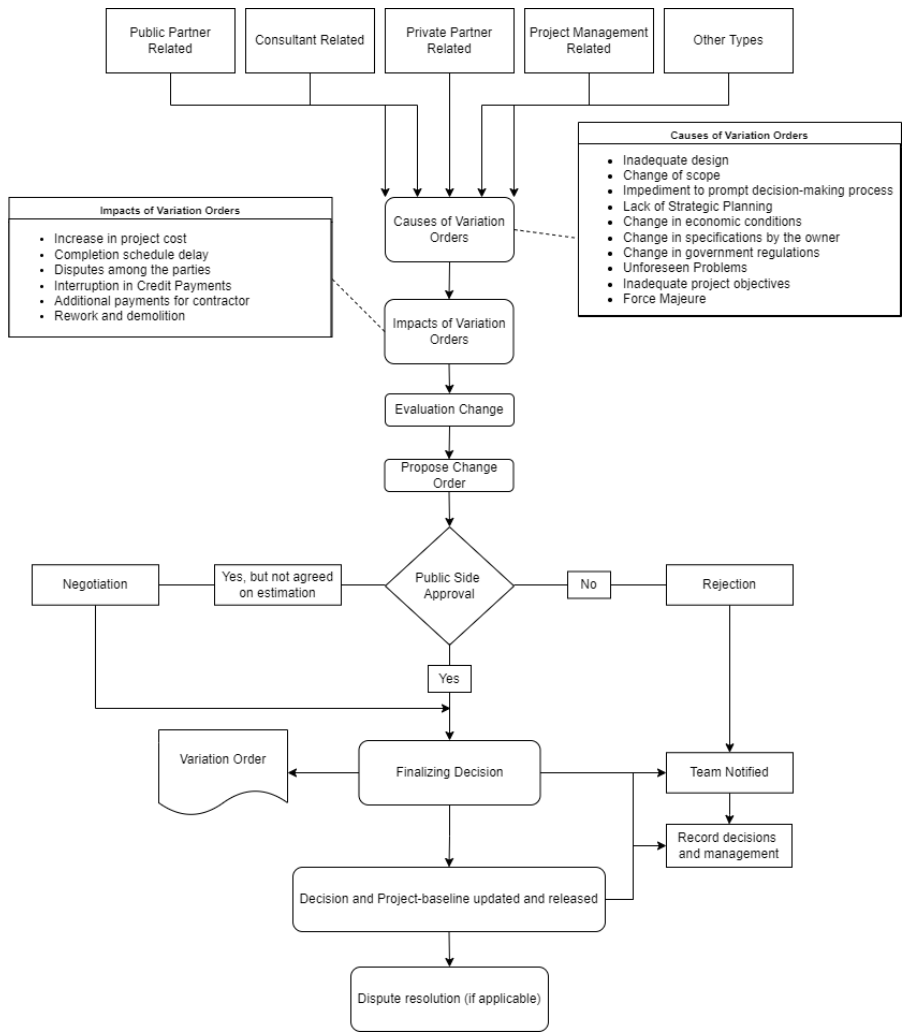 Public Partner
Related
Consultant Related
Private Partner
Related
Project Management
Related
Other Types
Causes of Variation Orders
Inadequate design
Change of scope
Impediment to prompt decision-making process
Lack of Strategic Planning
Change in economic conditions
Change in specifications by the owner
Change in government regulations
Unforeseen Problems
Inadequate project objectives
Force Majeure
Impacts of Variation Orders
Increase in project cost
Completion schedule delay
Disputes among the parties
Interruption in Credit Payments
Additional payments for contractor
Rework and demolition
Causes of Variation
Orders
Impacts of Variation
Orders
Evaluation Change
Propose Change
Order
Public Side
Approval
Negotiation
Yes, but not agreed
on estimation
No
Rejection
Yes
Variation Order
Finalizing Decision
Team Notified
Record decisions
and management
Decision and Project-baseline updated and released
Dispute resolution (if applicable)